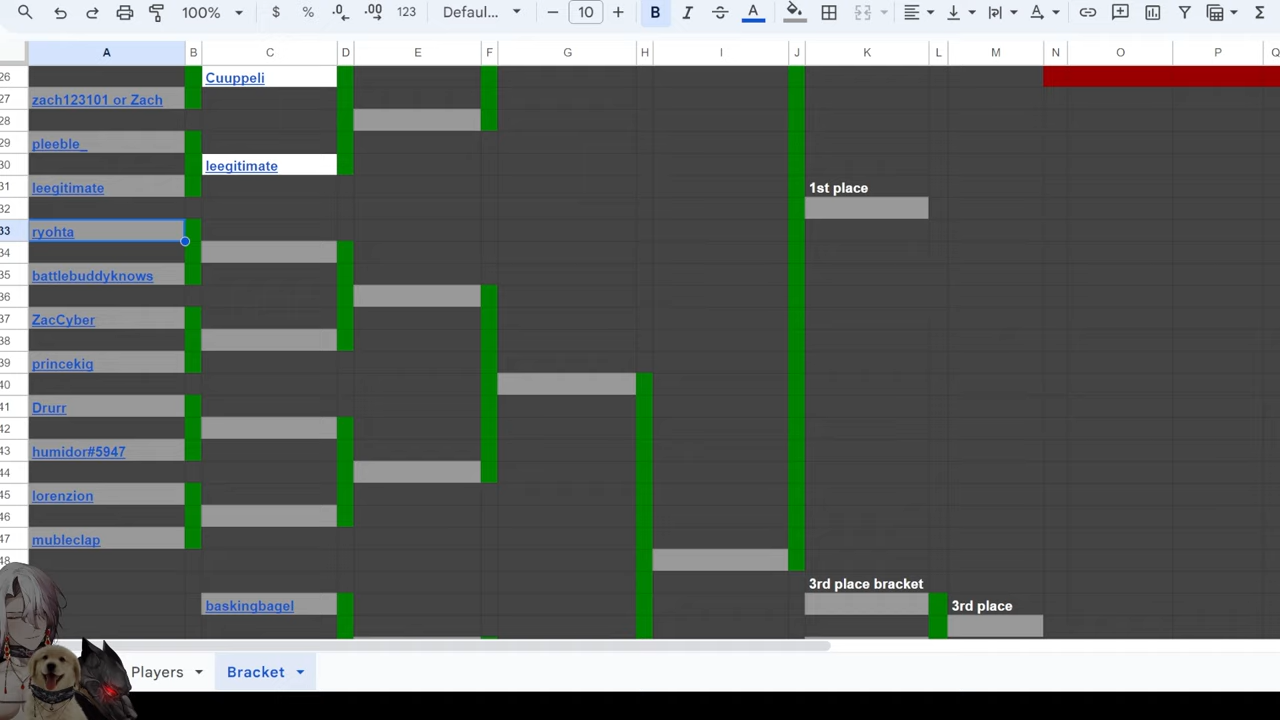 100% $ % .0 .00 123 Defaul... 10 B I A
A B C D E F G H I J K L M N O P Q
26 Cuuppeli
27 zach123101 or Zach
28
29 pleeble_
30 leegitimate
31 leegitimate 1st place
32
33 ryohta
34
35 battlebuddyknows
36
37 ZacCyber
38
39 princekig
40
41 Drurr
42
43 humidor#5947
44
45 lorenzion
46
47 mubleclap
48
3rd place bracket
baskingbagel 3rd place
Players Bracket